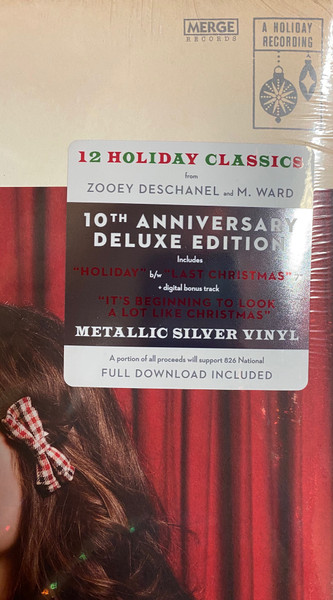 MERGE
RECORDS
A HOLIDAY
RECORDING
12 HOLIDAY CLASSICS
from
ZOOEY DESCHANEL and M. WARD
10TH ANNIVERSARY
DELUXE EDITION
Includes
"HOLIDAY" b/w "LAST CHRISTMAS" 7"
+ digital bonus track
"IT'S BEGINNING TO LOOK
A LOT LIKE CHRISTMAS"
METALLIC SILVER VINYL
A portion of all proceeds will support 826 National
FULL DOWNLOAD INCLUDED